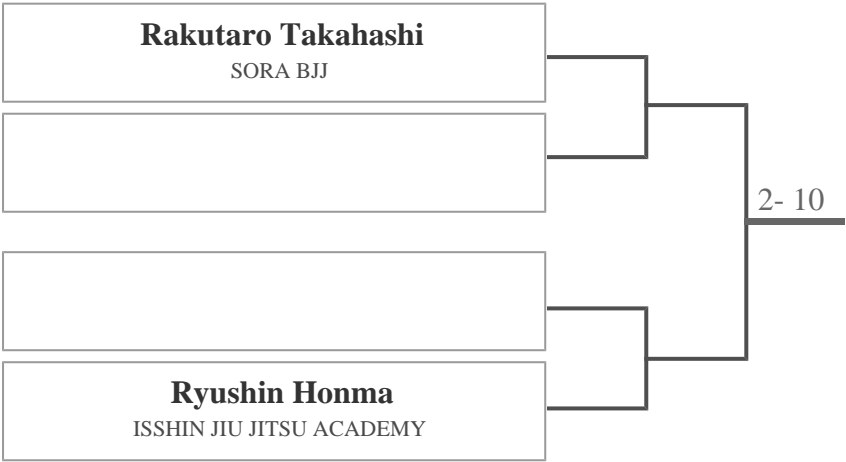 Rakutaro Takahashi
SORA BJJ
2- 10
Ryushin Honma
ISSHIN JIU JITSU ACADEMY